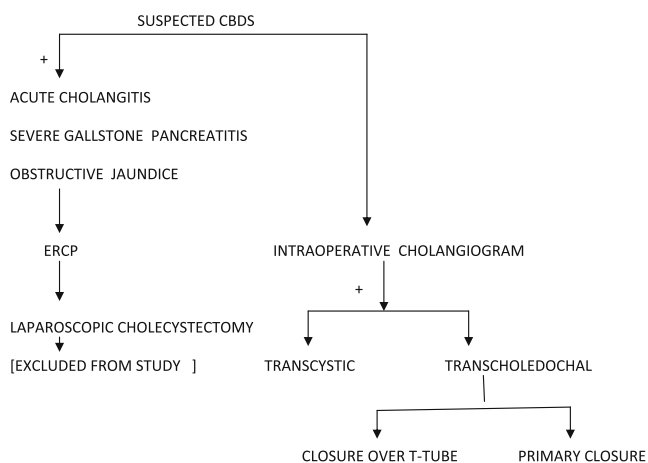 SUSPECTED CBDS
+
ACUTE CHOLANGITIS
SEVERE GALLSTONE PANCREATITIS
OBSTRUCTIVE JAUNDICE
ERCP
INTRAOPERATIVE CHOLANGIOGRAM
+
LAPAROSCOPIC CHOLECYSTECTOMY
[EXCLUDED FROM STUDY ]
TRANSCYSTIC
TRANSCHOLEDOCHAL
CLOSURE OVER T-TUBE
PRIMARY CLOSURE